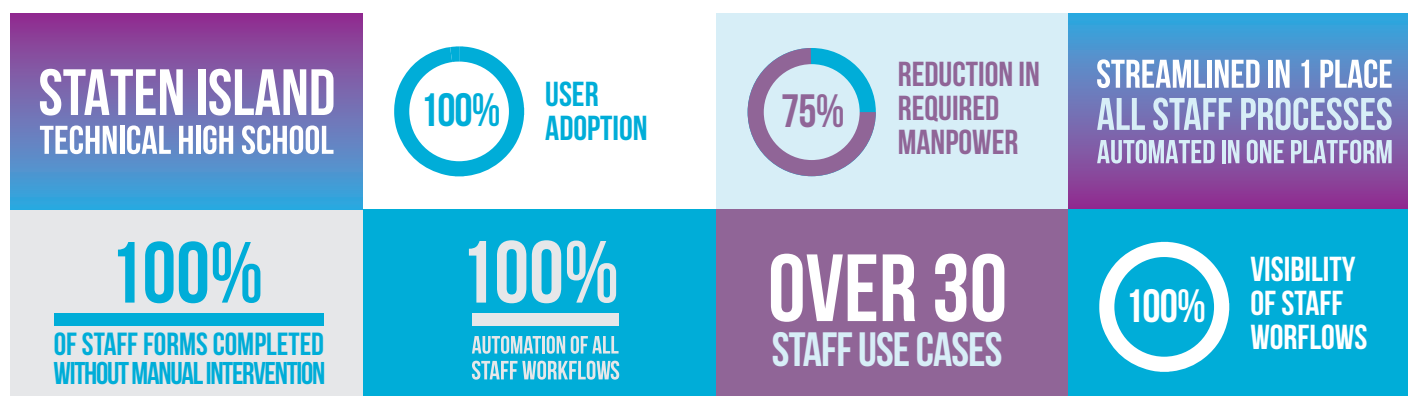 STATEN ISLAND
TECHNICAL HIGH SCHOOL
100%
USER
ADOPTION
75%
REDUCTION IN
REQUIRED
MANPOWER
STREAMLINED IN 1 PLACE
ALL STAFF PROCESSES
AUTOMATED IN ONE PLATFORM
100%
OF STAFF FORMS COMPLETED
WITHOUT MANUAL INTERVENTION
100%
AUTOMATION OF ALL
STAFF WORKFLOWS
OVER 30
STAFF USE CASES
100%
VISIBILITY
OF STAFF
WORFLOWS